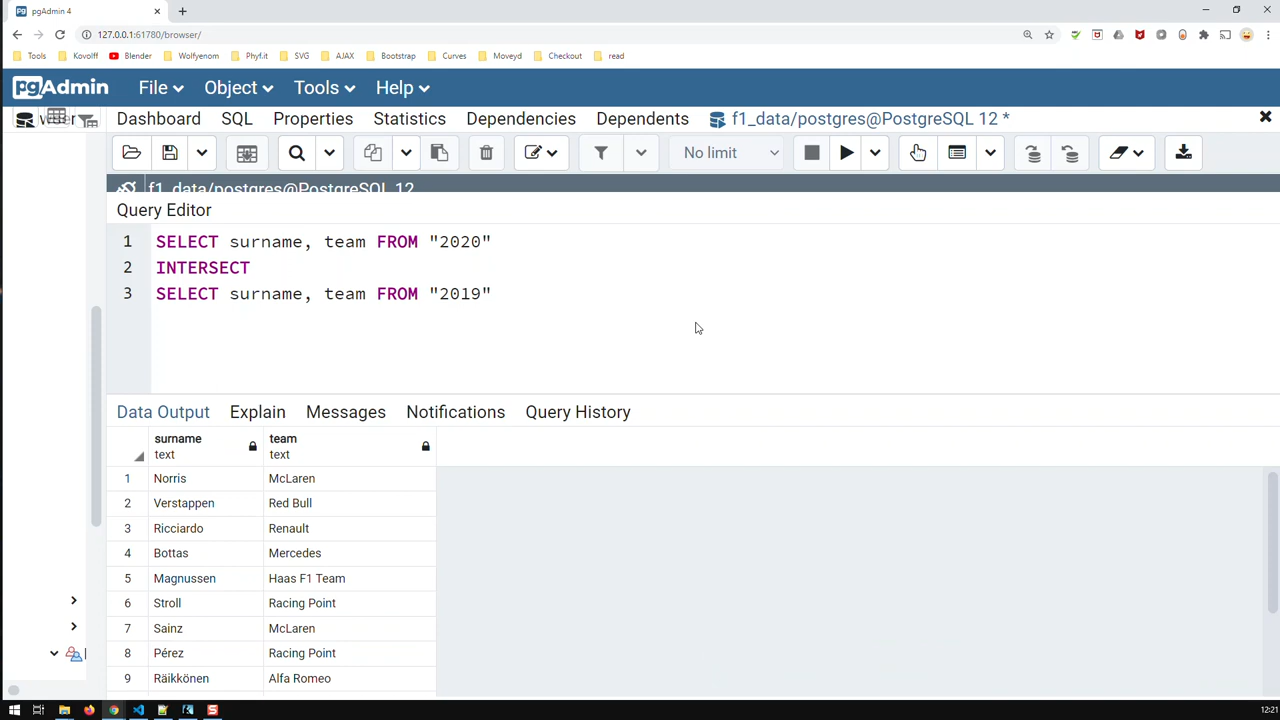 pgAdmin 4
127.0.0.1:61780/browser/
Tools Kovolff Blender Wolfyenom Phyf.it SVG AJAX Bootstrap Curves Moveyd Checkout read
pgAdmin File Object Tools Help
Dashboard SQL Properties Statistics Dependencies Dependents f1_data/postgres@PostgreSQL 12 *
No limit
f1_data/postgres@PostgreSQL 12
Query Editor
1 SELECT surname, team FROM "2020"
2 INTERSECT
3 SELECT surname, team FROM "2019"
Data Output Explain Messages Notifications Query History
surname team
text text
1 Norris McLaren
2 Verstappen Red Bull
3 Ricciardo Renault
4 Bottas Mercedes
5 Magnussen Haas F1 Team
6 Stroll Racing Point
7 Sainz McLaren
8 Pérez Racing Point
9 Räikkönen Alfa Romeo
12:21